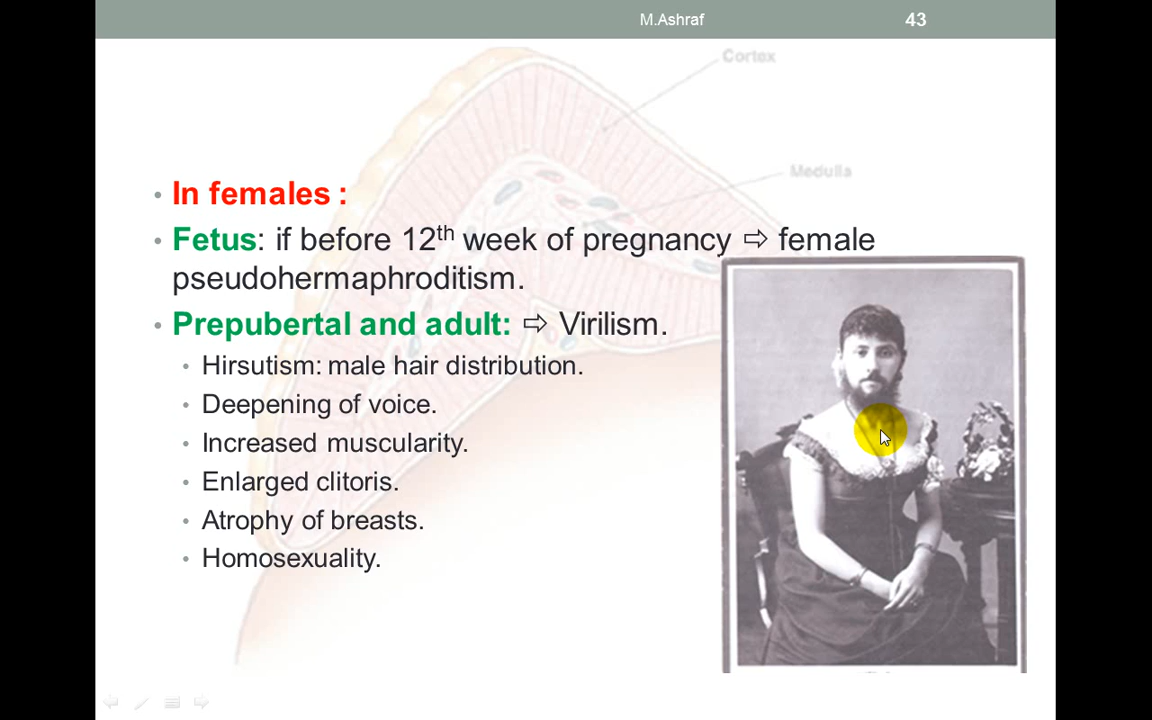 M.Ashraf
43
Cortex
Medulla
• In females :
• Fetus: if before 12th week of pregnancy ⇨ female
pseudohermaphroditism.
• Prepubertal and adult: ⇨ Virilism.
• Hirsutism: male hair distribution.
• Deepening of voice.
• Increased muscularity.
• Enlarged clitoris.
• Atrophy of breasts.
• Homosexuality.